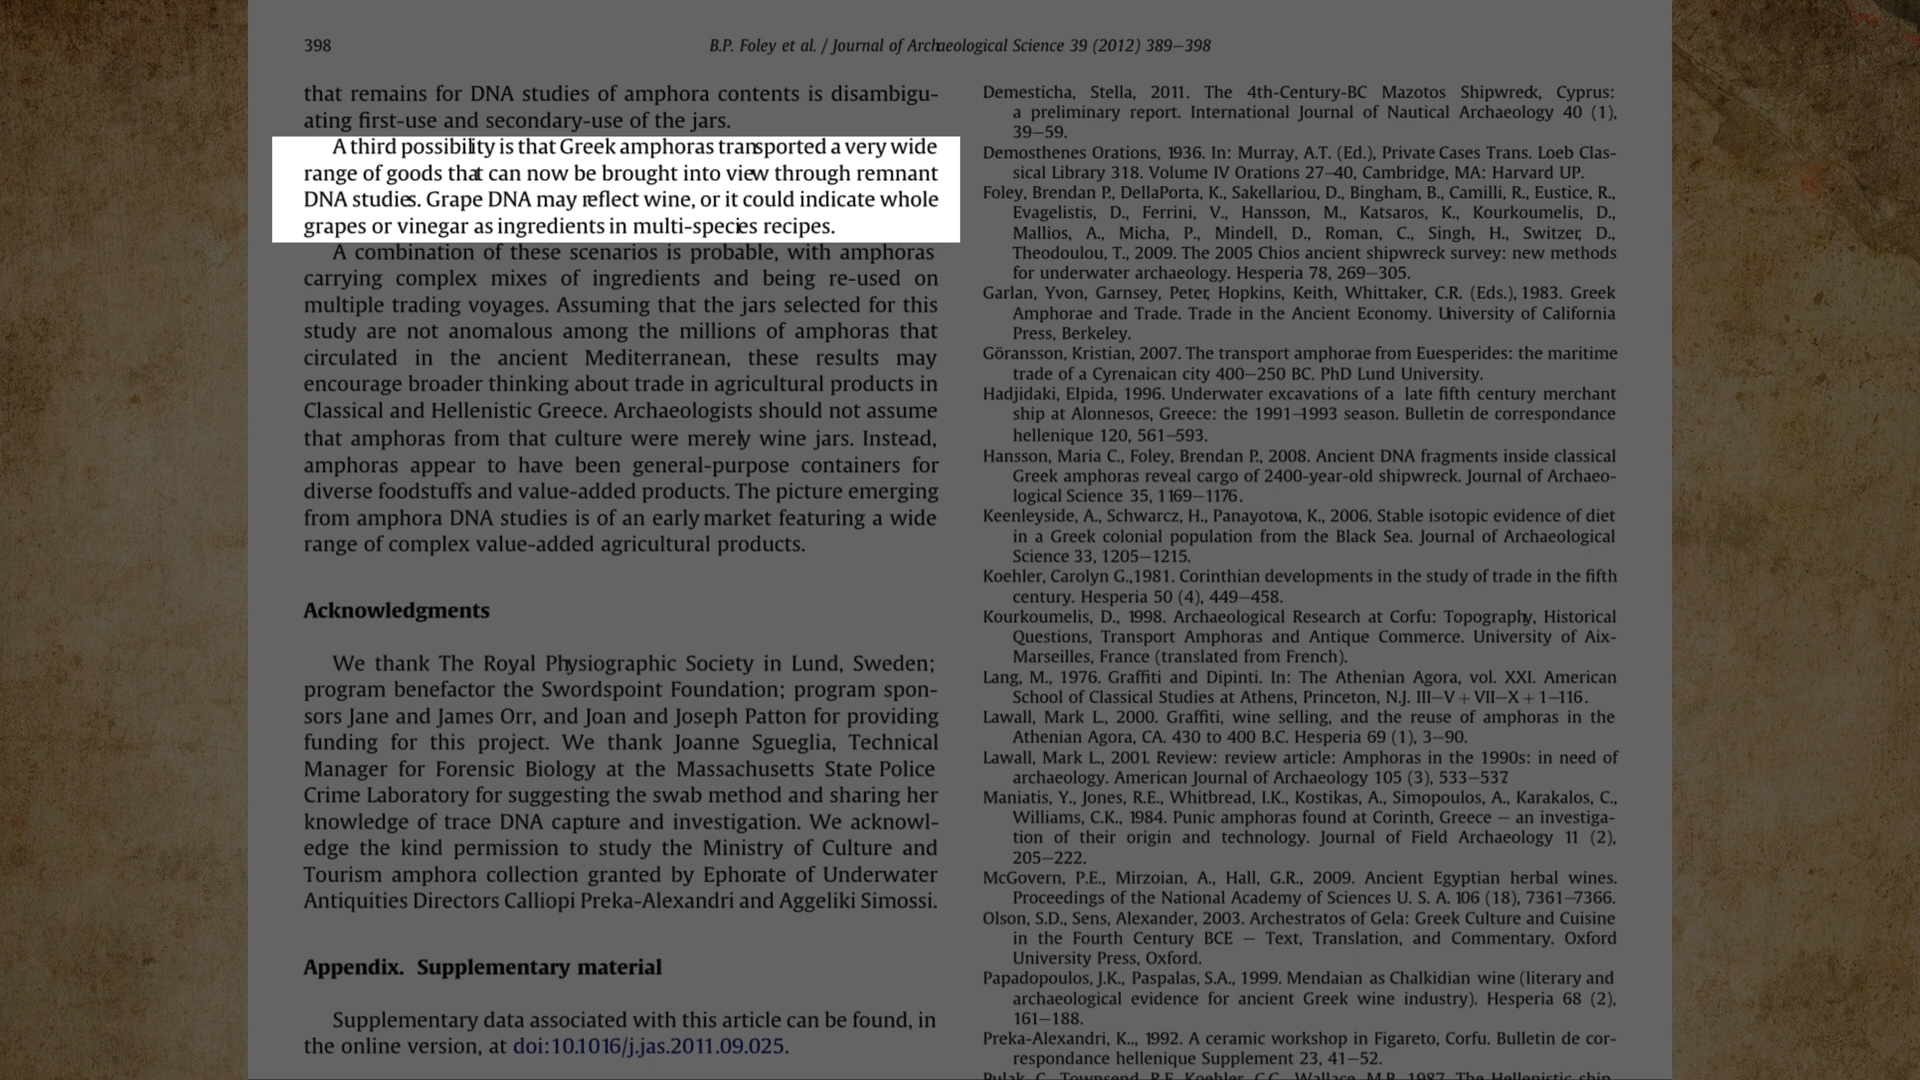 398
B.P. Foley et al. / Journal of Archaeological Science 39 (2012) 389–398
that remains for DNA studies of amphora contents is disambigu-
ating first-use and secondary-use of the jars.
A third possibility is that Greek amphoras transported a very wide
range of goods that can now be brought into view through remnant
DNA studies. Grape DNA may reflect wine, or it could indicate whole
grapes or vinegar as ingredients in multi-species recipes.
A combination of these scenarios is probable, with amphoras
carrying complex mixes of ingredients and being re-used on
multiple trading voyages. Assuming that the jars selected for this
study are not anomalous among the millions of amphoras that
circulated in the ancient Mediterranean, these results may
encourage broader thinking about trade in agricultural products in
Classical and Hellenistic Greece. Archaeologists should not assume
that amphoras from that culture were merely wine jars. Instead,
amphoras appear to have been general-purpose containers for
diverse foodstuffs and value-added products. The picture emerging
from amphora DNA studies is of an early market featuring a wide
range of complex value-added agricultural products.
Acknowledgments
We thank The Royal Physiographic Society in Lund, Sweden;
program benefactor the Swordspoint Foundation; program spon-
sors Jane and James Orr, and Joan and Joseph Patton for providing
funding for this project. We thank Joanne Sgueglia, Technical
Manager for Forensic Biology at the Massachusetts State Police
Crime Laboratory for suggesting the swab method and sharing her
knowledge of trace DNA capture and investigation. We acknowl-
edge the kind permission to study the Ministry of Culture and
Tourism amphora collection granted by Ephorate of Underwater
Antiquities Directors Calliopi Preka-Alexandri and Aggeliki Simossi.
Appendix. Supplementary material
Supplementary data associated with this article can be found, in
the online version, at doi:10.1016/j.jas.2011.09.025.
Demesticha, Stella, 2011. The 4th-Century-BC Mazotos Shipwreck, Cyprus:
a preliminary report. International Journal of Nautical Archaeology 40 (1),
39–59.
Demosthenes Orations, 1936. In: Murray, A.T. (Ed.), Private Cases Trans. Loeb Clas-
sical Library 318. Volume IV Orations 27–40, Cambridge, MA: Harvard UP.
Foley, Brendan P., DellaPorta, K., Sakellariou, D., Bingham, B., Camilli, R., Eustice, R.,
Evagelistis, D., Ferrini, V., Hansson, M., Katsaros, K., Kourkoumelis, D.,
Mallios, A., Micha, P., Mindell, D., Roman, C., Singh, H., Switzer, D.,
Theodoulou, T., 2009. The 2005 Chios ancient shipwreck survey: new methods
for underwater archaeology. Hesperia 78, 269–305.
Garlan, Yvon, Garnsey, Peter, Hopkins, Keith, Whittaker, C.R. (Eds.), 1983. Greek
Amphorae and Trade. Trade in the Ancient Economy. University of California
Press, Berkeley.
Göransson, Kristian, 2007. The transport amphorae from Euesperides: the maritime
trade of a Cyrenaican city 400–250 BC. PhD Lund University.
Hadjidaki, Elpida, 1996. Underwater excavations of a late fifth century merchant
ship at Alonnesos, Greece: the 1991–1993 season. Bulletin de correspondance
hellenique 120, 561–593.
Hansson, Maria C., Foley, Brendan P., 2008. Ancient DNA fragments inside classical
Greek amphoras reveal cargo of 2400-year-old shipwreck. Journal of Archaeo-
logical Science 35, 1169–1176.
Keenleyside, A., Schwarcz, H., Panayotova, K., 2006. Stable isotopic evidence of diet
in a Greek colonial population from the Black Sea. Journal of Archaeological
Science 33, 1205–1215.
Koehler, Carolyn G.,1981. Corinthian developments in the study of trade in the fifth
century. Hesperia 50 (4), 449–458.
Kourkoumelis, D., 1998. Archaeological Research at Corfu: Topography, Historical
Questions, Transport Amphoras and Antique Commerce. University of Aix-
Marseilles, France (translated from French).
Lang, M., 1976. Graffiti and Dipinti. In: The Athenian Agora, vol. XXI. American
School of Classical Studies at Athens, Princeton, N.J. III–V + VII–X + 1–116.
Lawall, Mark L., 2000. Graffiti, wine selling, and the reuse of amphoras in the
Athenian Agora, CA. 430 to 400 B.C. Hesperia 69 (1), 3–90.
Lawall, Mark L., 2001. Review: review article: Amphoras in the 1990s: in need of
archaeology. American Journal of Archaeology 105 (3), 533–537.
Maniatis, Y., Jones, R.E., Whitbread, I.K., Kostikas, A., Simopoulos, A., Karakalos, C.,
Williams, C.K., 1984. Punic amphoras found at Corinth, Greece – an investiga-
tion of their origin and technology. Journal of Field Archaeology 11 (2),
205–222.
McGovern, P.E., Mirzoian, A., Hall, G.R., 2009. Ancient Egyptian herbal wines.
Proceedings of the National Academy of Sciences U. S. A. 106 (18), 7361–7366.
Olson, S.D., Sens, Alexander, 2003. Archestratos of Gela: Greek Culture and Cuisine
in the Fourth Century BCE – Text, Translation, and Commentary. Oxford
University Press, Oxford.
Papadopoulos, J.K., Paspalas, S.A., 1999. Mendaian as Chalkidian wine (literary and
archaeological evidence for ancient Greek wine industry). Hesperia 68 (2),
161–188.
Preka-Alexandri, K., 1992. A ceramic workshop in Figareto, Corfu. Bulletin de cor-
respondance hellenique Supplement 23, 41–52.
Pulak, C., Townsend, R.F., Koehler, C.G., Wallace, M.B., 1987. The Hellenistic ship-